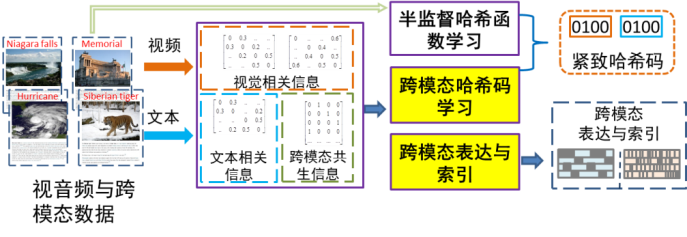 Niagara falls
Memorial
Hurricane
Siberian tiger
视音频与跨
模态数据
视频
文本
视觉相关信息
文本相关
信息
跨模态共
生信息
半监督哈希函
数学习
跨模态哈希码
学习
跨模态表达与
索引
0100
0100
紧致哈希码
跨模态
表达与索引